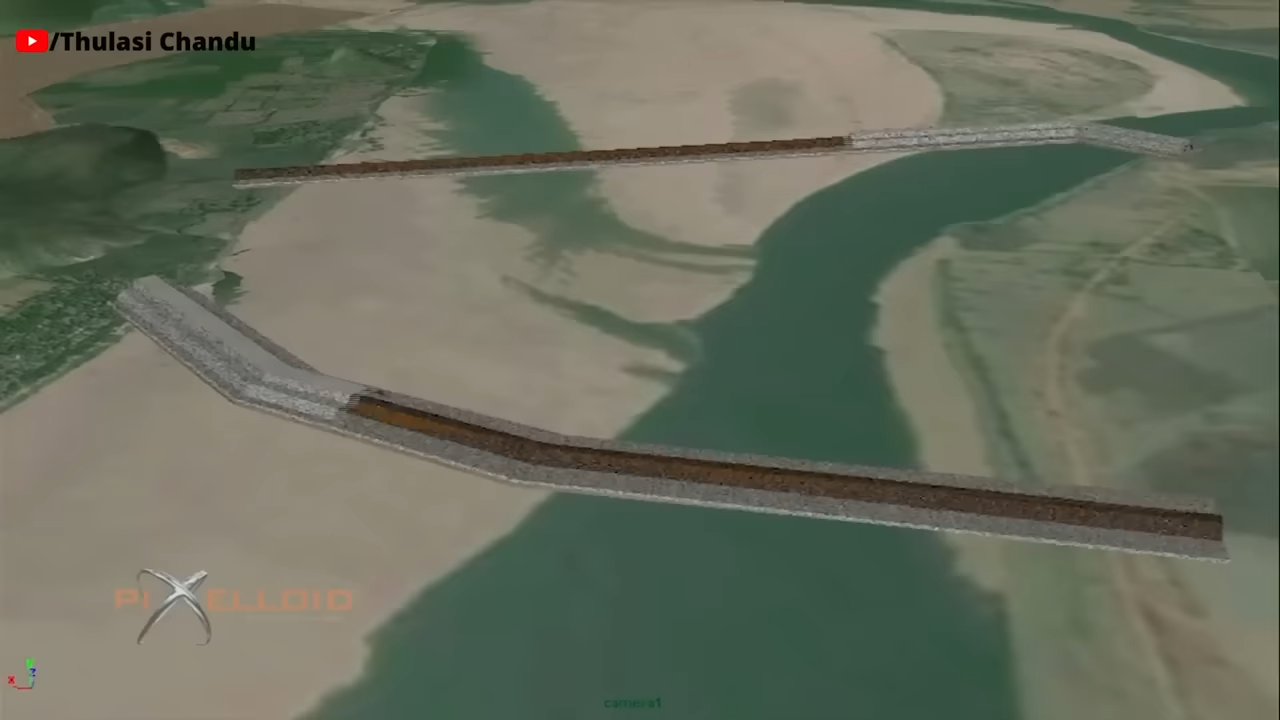 /Thulasi Chandu
PIXELLOID
Y
Z
X
camera1